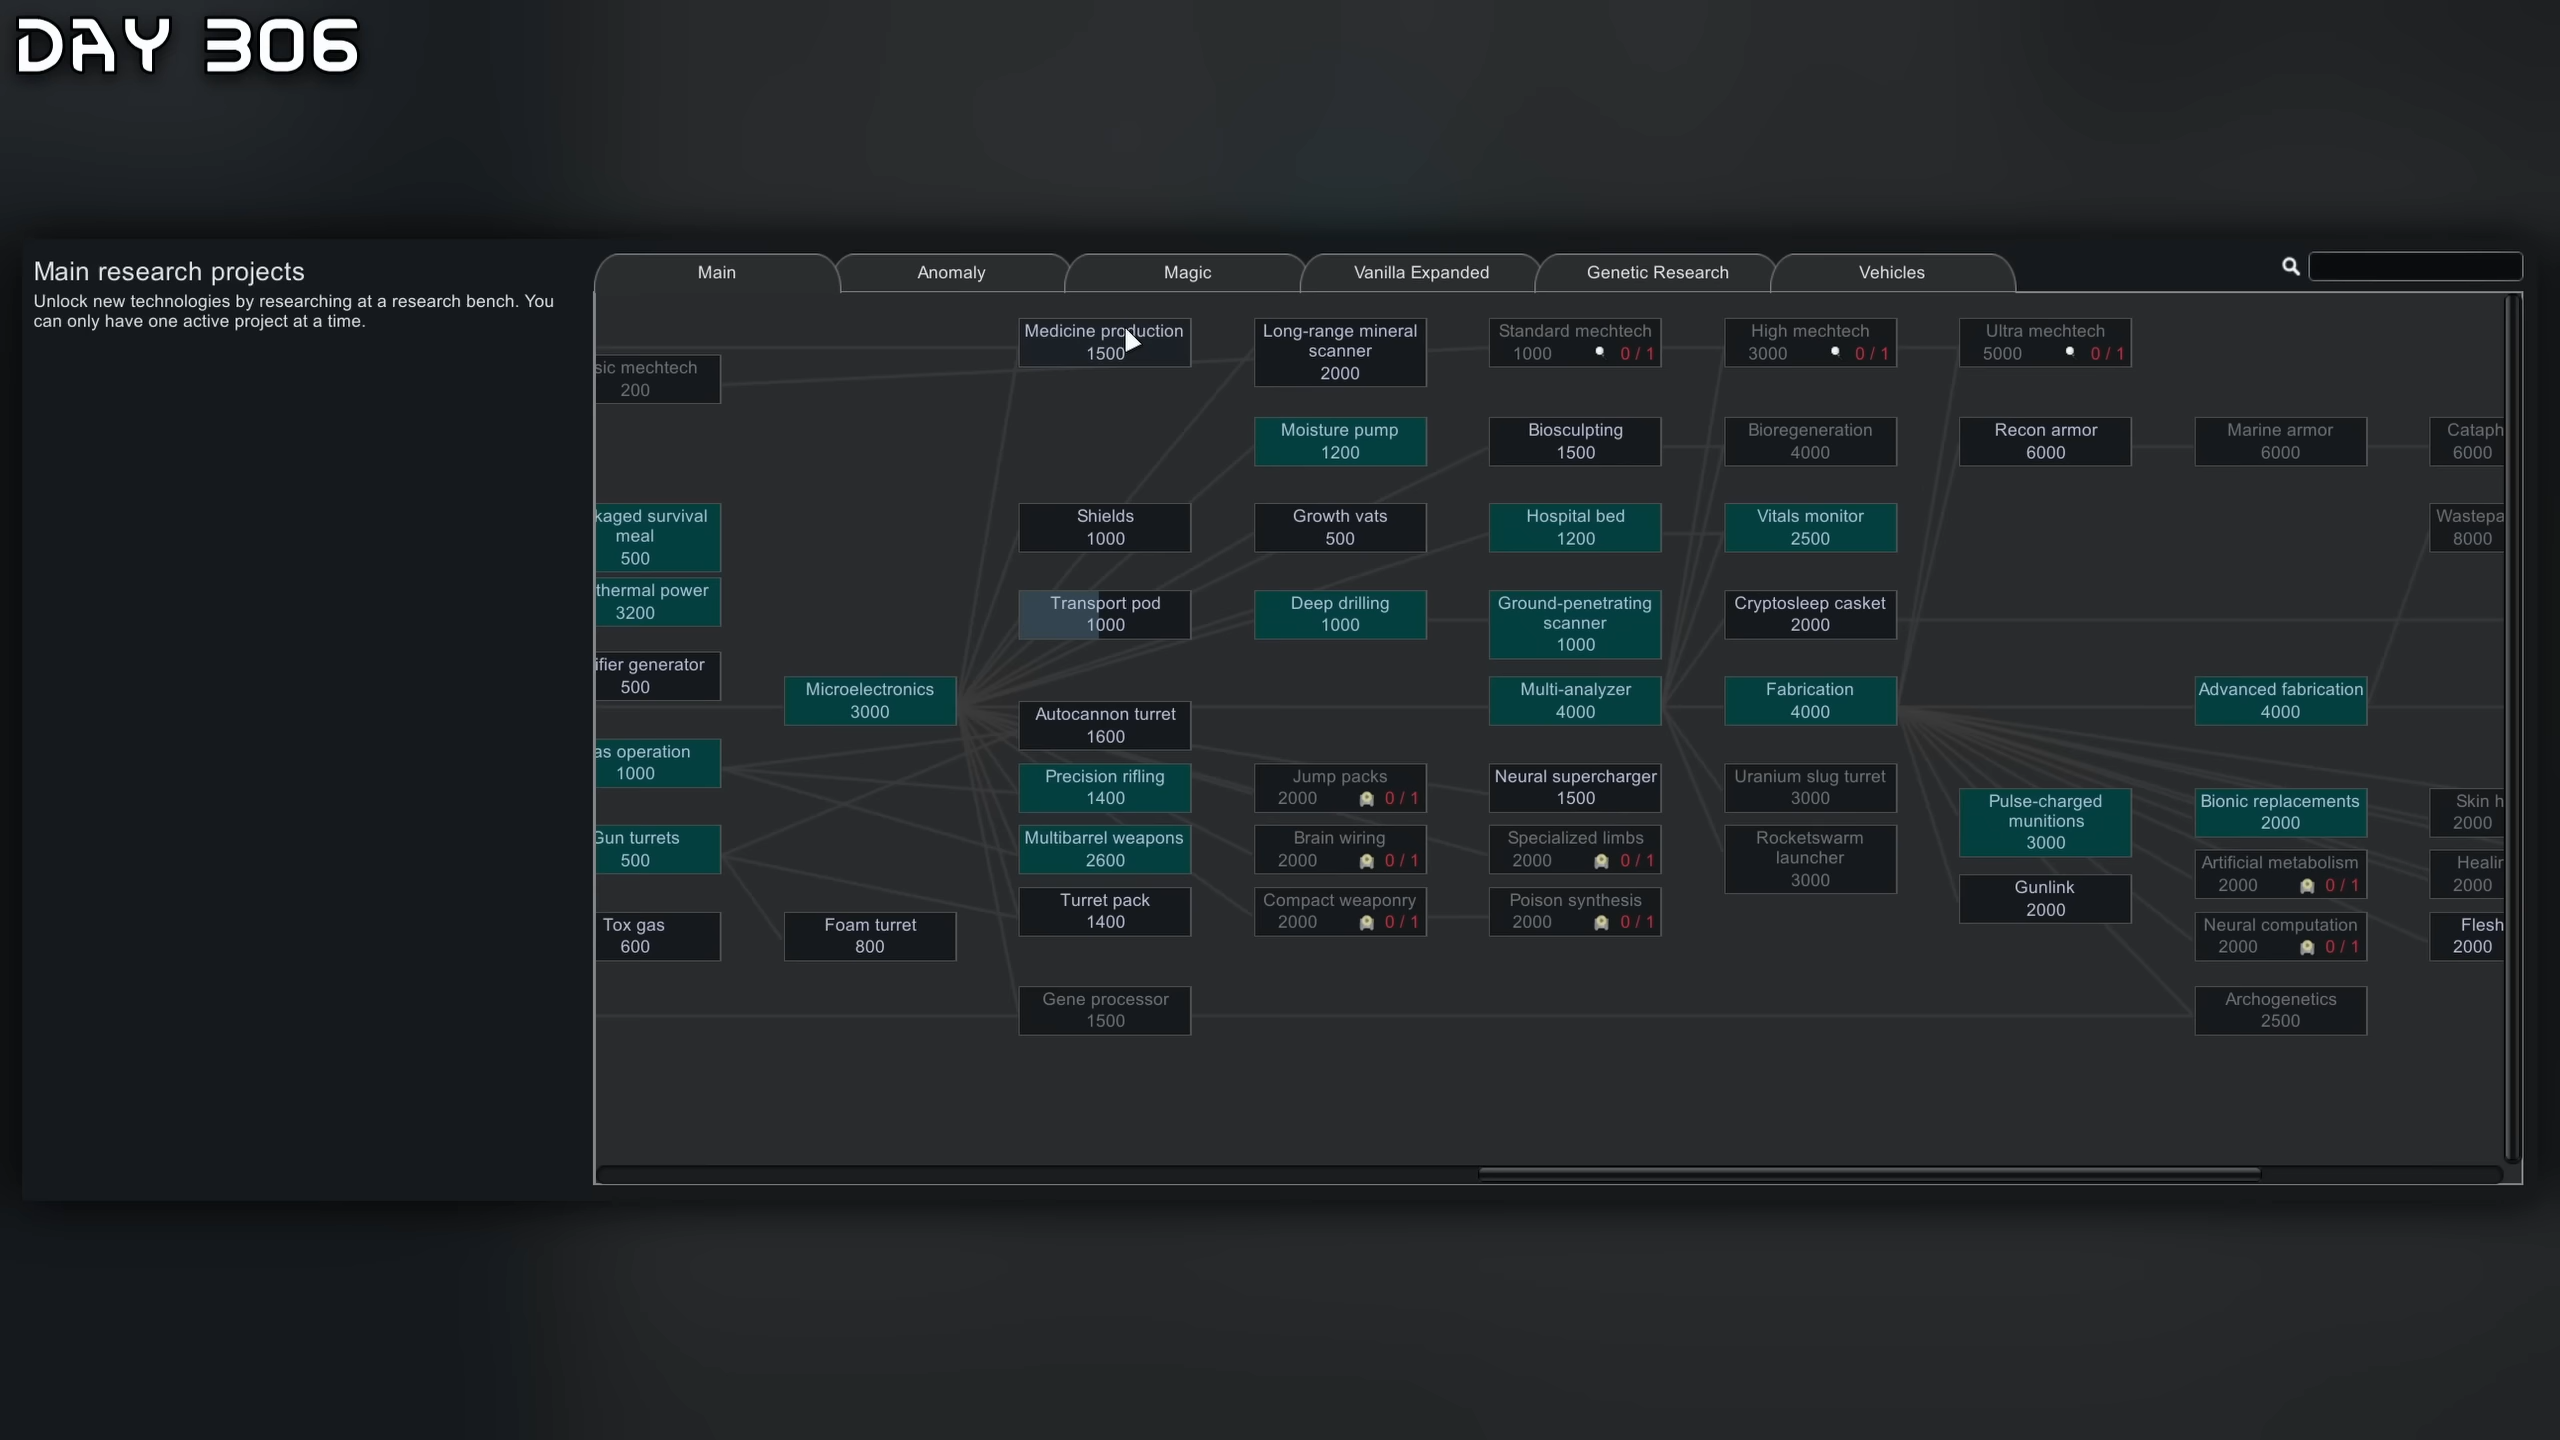 DAY 306
Main research projects
Unlock new technologies by researching at a research bench. You
can only have one active project at a time.
Main
Anomaly
Magic
Vanilla Expanded
Genetic Research
Vehicles
sic mechtech
200
kaged survival
meal
500
thermal power
3200
ifier generator
500
as operation
1000
Gun turrets
500
Tox gas
600
Microelectronics
3000
Foam turret
800
Medicine production
1500
Shields
1000
Transport pod
1000
Autocannon turret
1600
Precision rifling
1400
Multibarrel weapons
2600
Turret pack
1400
Gene processor
1500
Long-range mineral
scanner
2000
Moisture pump
1200
Growth vats
500
Deep drilling
1000
Jump packs
2000 0 / 1
Brain wiring
2000 0 / 1
Compact weaponry
2000 0 / 1
Standard mechtech
1000 0 / 1
Biosculpting
1500
Hospital bed
1200
Ground-penetrating
scanner
1000
Multi-analyzer
4000
Neural supercharger
1500
Specialized limbs
2000 0 / 1
Poison synthesis
2000 0 / 1
High mechtech
3000 0 / 1
Bioregeneration
4000
Vitals monitor
2500
Cryptosleep casket
2000
Fabrication
4000
Uranium slug turret
3000
Rocketswarm
launcher
3000
Ultra mechtech
5000 0 / 1
Recon armor
6000
Pulse-charged
munitions
3000
Gunlink
2000
Marine armor
6000
Advanced fabrication
4000
Bionic replacements
2000
Artificial metabolism
2000 0 / 1
Neural computation
2000 0 / 1
Archogenetics
2500
Cataph
6000
Wastepa
8000
Skin h
2000
Healin
2000
Flesh
2000